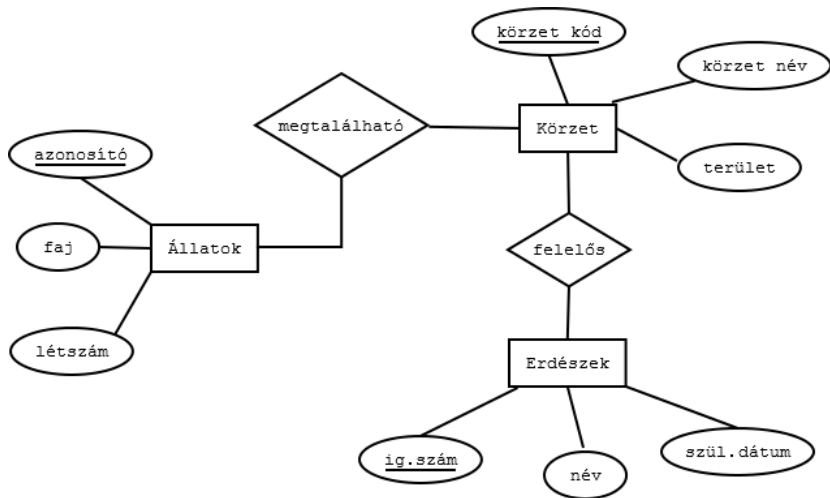 körzet kód
körzet név
megtalálható
Körzet
azonosító
terület
faj
Állatok
felelős
létszám
Erdészek
ig.szám
név
szül.dátum